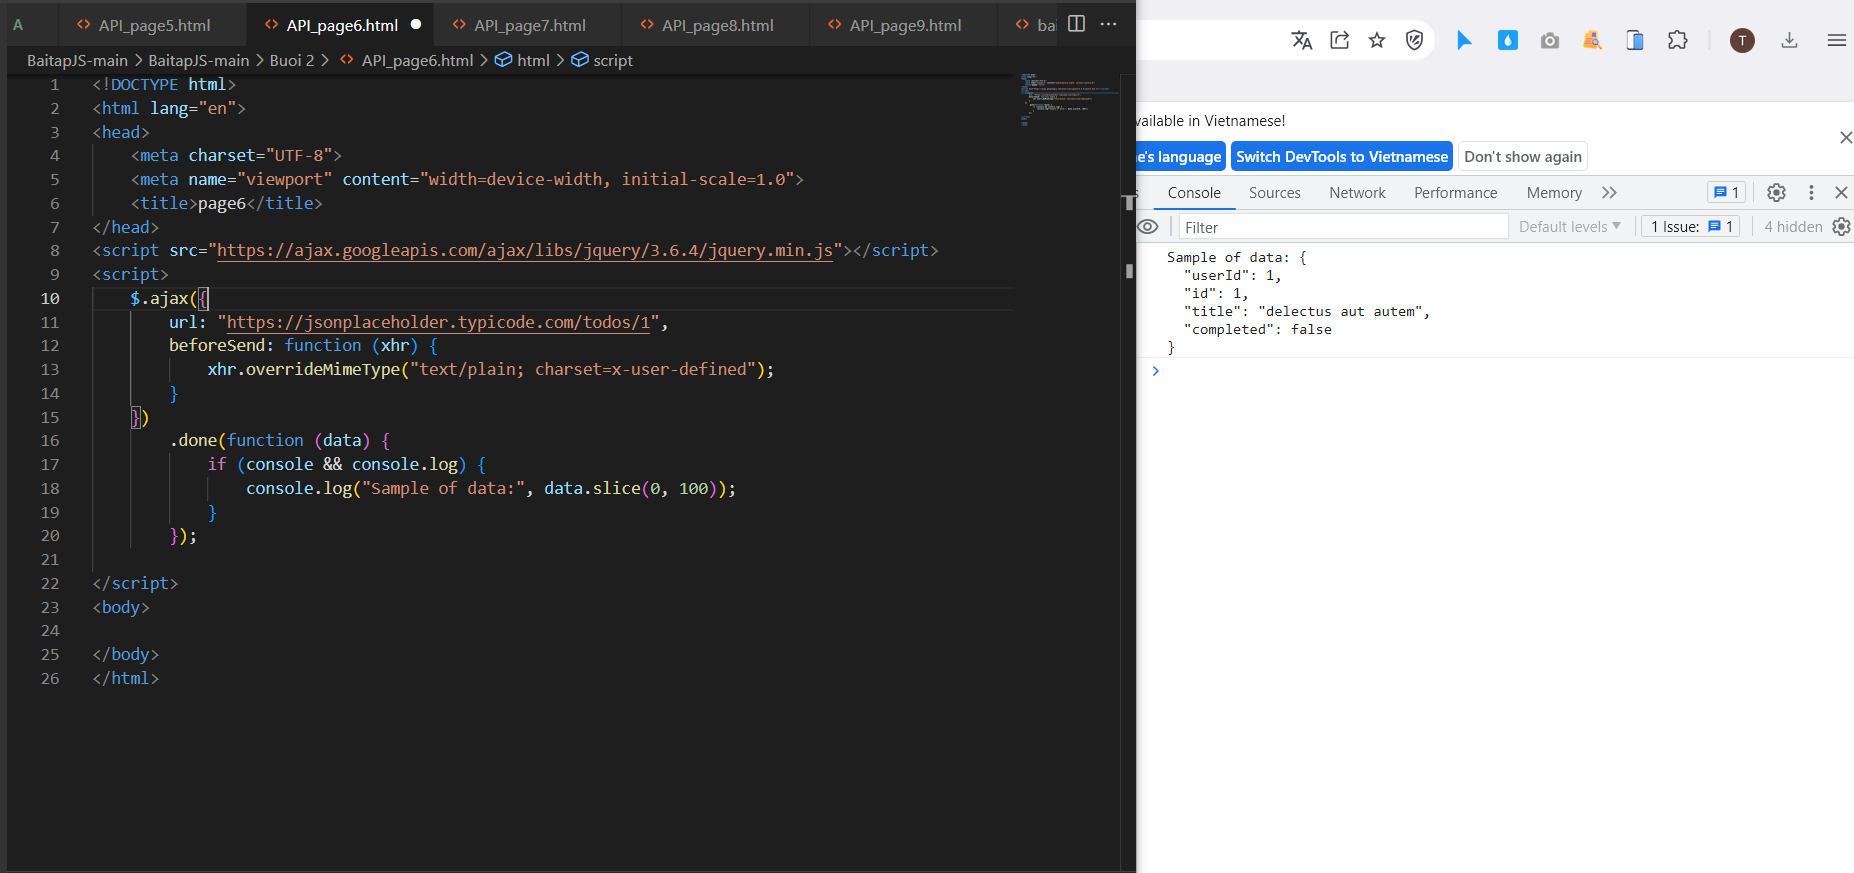 A API_page5.html API_page6.html API_page7.html API_page8.html API_page9.html bai
BaitapJS-main > BaitapJS-main > Buoi 2 > API_page6.html > html > script
1 <!DOCTYPE html>
2 <html lang="en">
3 <head>
4 <meta charset="UTF-8">
5 <meta name="viewport" content="width=device-width, initial-scale=1.0">
6 <title>page6</title>
7 </head>
8 <script src="https://ajax.googleapis.com/ajax/libs/jquery/3.6.4/jquery.min.js"></script>
9 <script>
10 $.ajax({
11 url: "https://jsonplaceholder.typicode.com/todos/1",
12 beforeSend: function (xhr) {
13 xhr.overrideMimeType("text/plain; charset=x-user-defined");
14 }
15 })
16 .done(function (data) {
17 if (console && console.log) {
18 console.log("Sample of data:", data.slice(0, 100));
19 }
20 });
21
22 </script>
23 <body>
24
25 </body>
26 </html>
T
vailable in Vietnamese!
e's language Switch DevTools to Vietnamese Don't show again
s Console Sources Network Performance Memory 1
Filter Default levels 1 Issue: 1 4 hidden
Sample of data: {
"userId": 1,
"id": 1,
"title": "delectus aut autem",
"completed": false
}